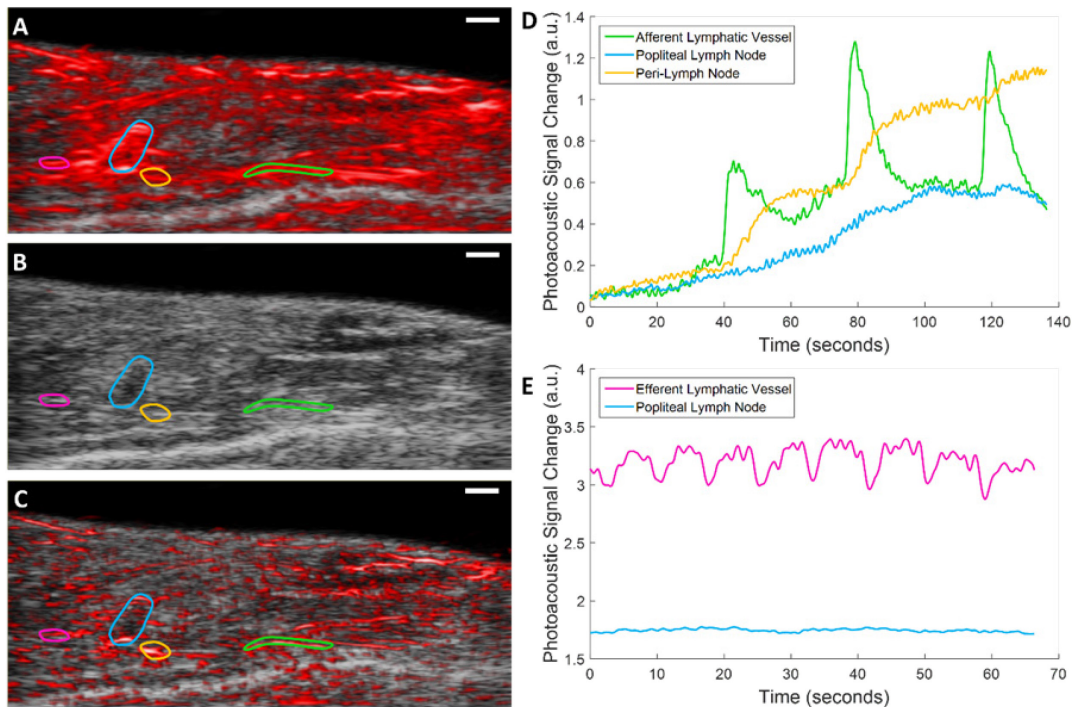 A
B
C
D
1.4
1.2
1
0.8
0.6
0.4
0.2
0
Photoacoustic Signal Change (a.u.)
Afferent Lymphatic Vessel
Popliteal Lymph Node
Peri-Lymph Node
0 20 40 60 80 100 120 140
Time (seconds)
E
4
3.5
3
2.5
2
1.5
Photoacoustic Signal Change (a.u.)
Efferent Lymphatic Vessel
Popliteal Lymph Node
0 10 20 30 40 50 60 70
Time (seconds)